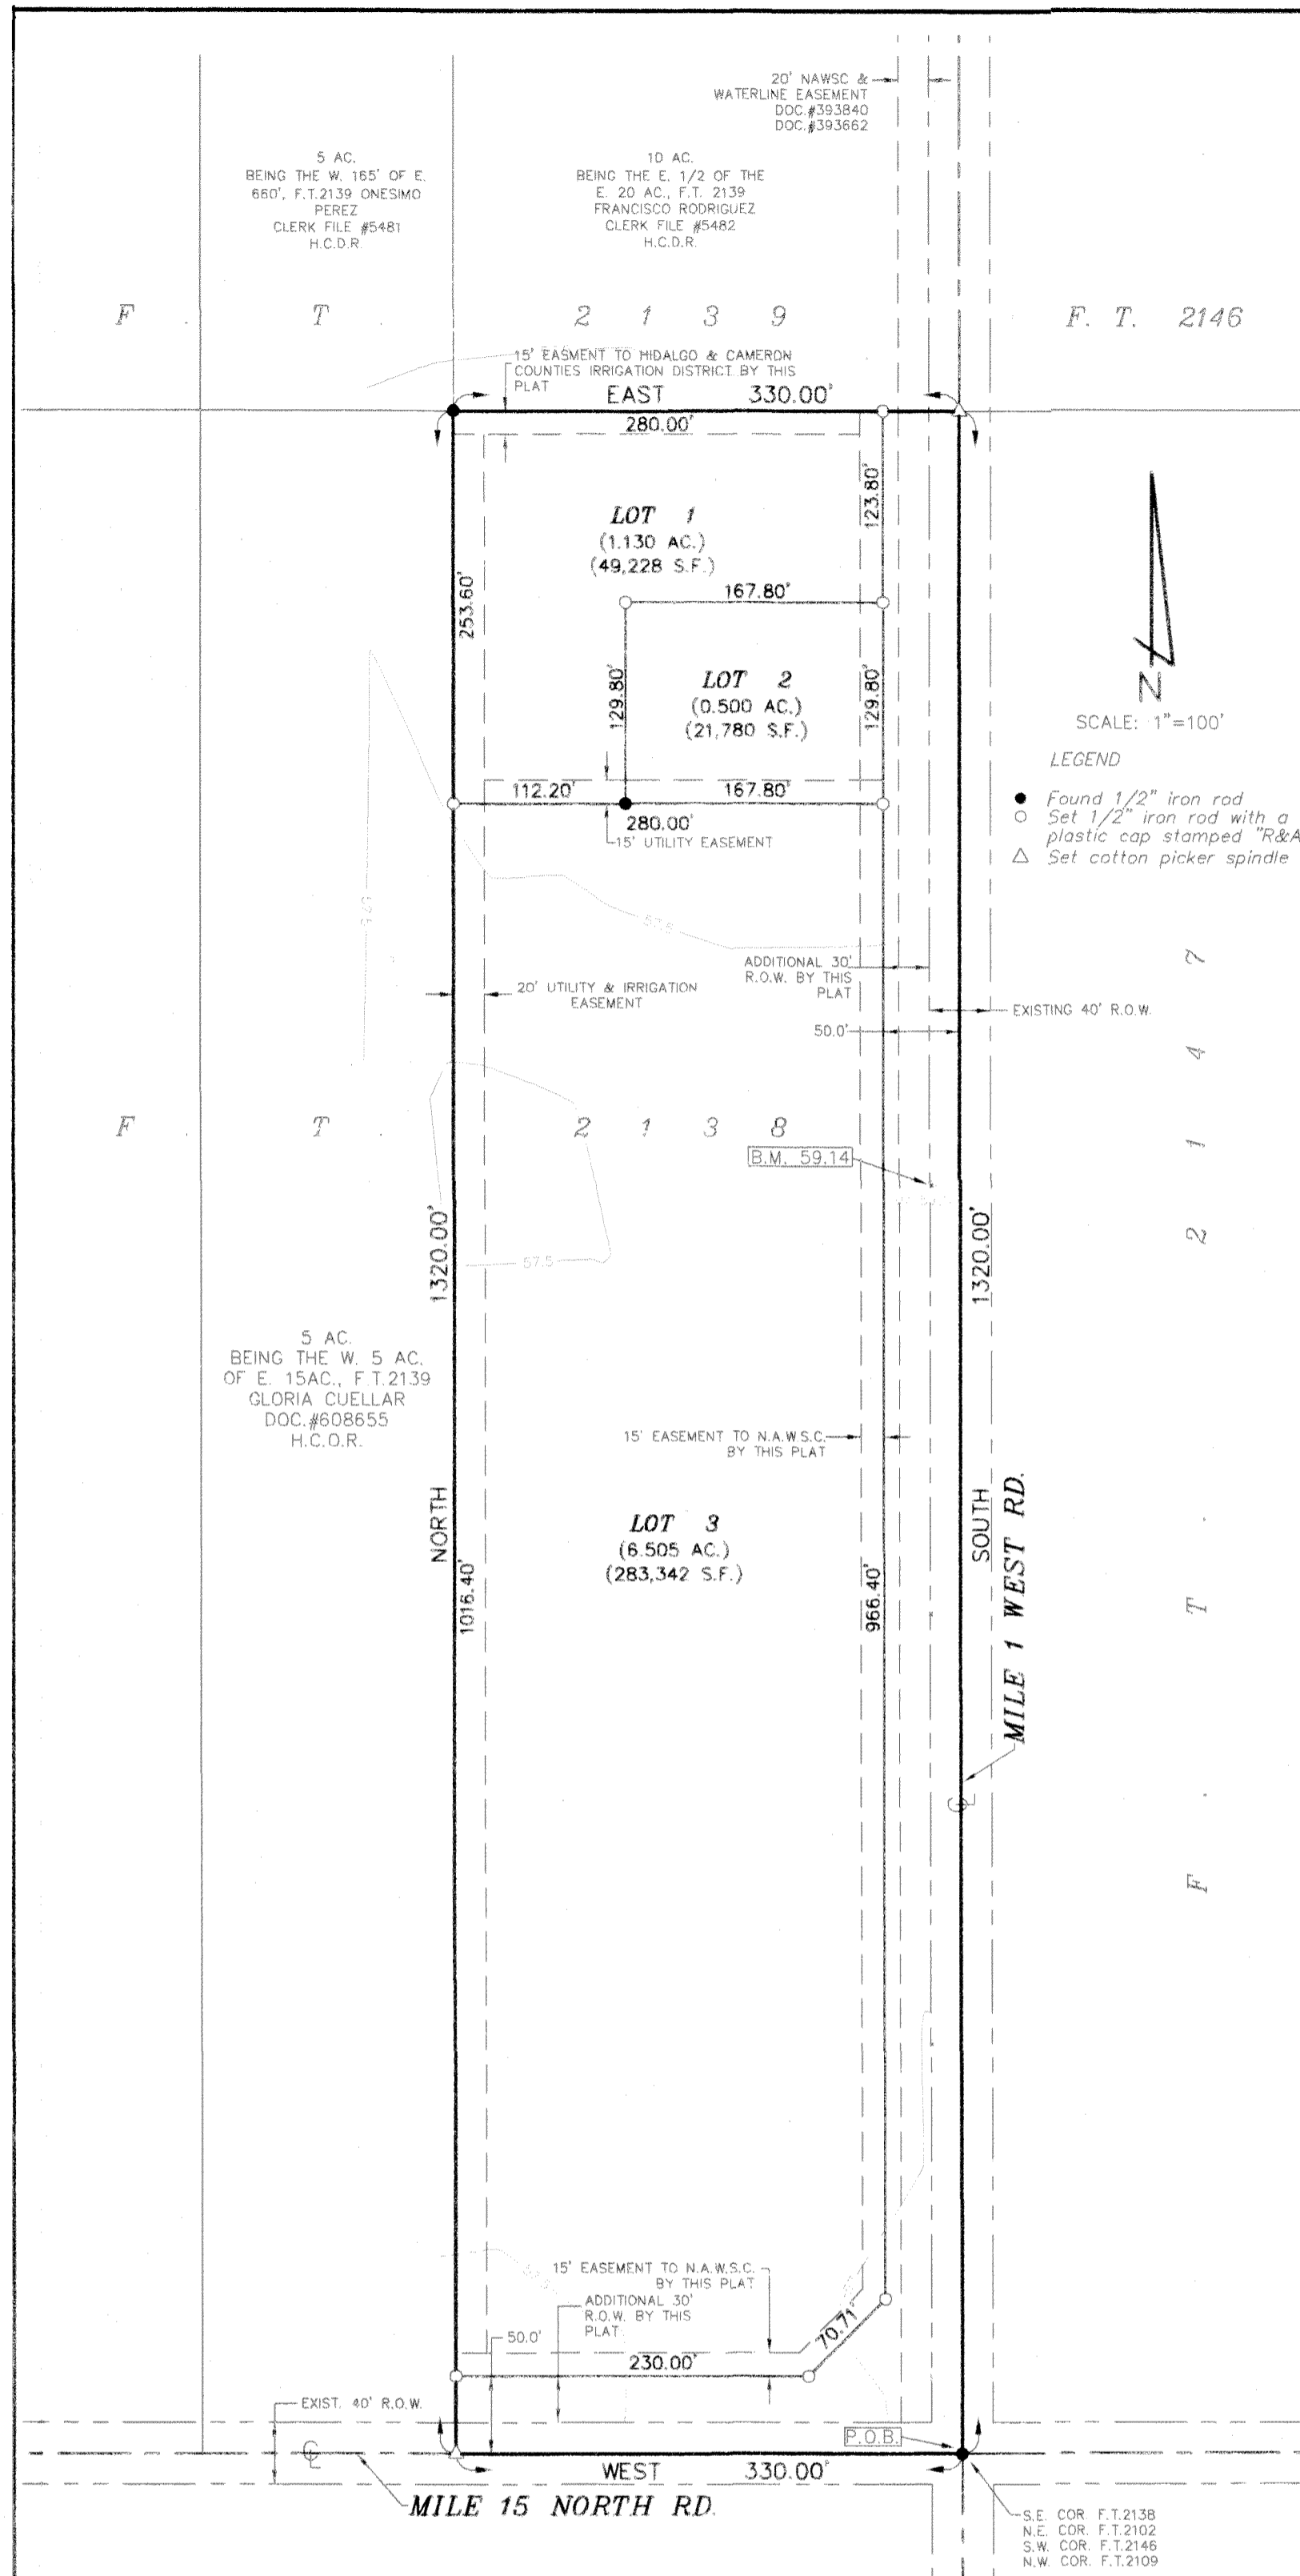 20' NAWSC &
WATERLINE EASEMENT
DOC.#393840
DOC.#393662
5 AC.
BEING THE W. 165' OF E.
660', F.T.2139 ONESIMO
PEREZ
CLERK FILE #5481
H.C.D.R.
10 AC.
BEING THE E. 1/2 OF THE
E. 20 AC., F.T. 2139
FRANCISCO RODRIGUEZ
CLERK FILE #5482
H.C.D.R.
F. T. 2139
F. T. 2146
15' EASMENT TO HIDALGO & CAMERON
COUNTIES IRRIGATION DISTRICT BY THIS
PLAT
EAST 330.00'
280.00'
123.80'
LOT 1
(1.130 AC.)
(49,228 S.F.)
253.60'
167.80'
129.80'
LOT 2
(0.500 AC.)
(21,780 S.F.)
129.80'
N
SCALE: 1"=100'
LEGEND
Found 1/2" iron rod
Set 1/2" iron rod with a
plastic cap stamped "R&A
Set cotton picker spindle
112.20'
167.80'
280.00'
15' UTILITY EASEMENT
57.5
57.5
ADDITIONAL 30'
R.O.W. BY THIS
PLAT
20' UTILITY & IRRIGATION
EASEMENT
EXISTING 40' R.O.W.
50.0'
F. T. 2138
F. T. 2147
B.M. 59.14
1320.00'
1320.00'
57.5
5 AC.
BEING THE W. 5 AC.
OF E. 15AC., F.T.2139
GLORIA CUELLAR
DOC.#608655
H.C.O.R.
15' EASEMENT TO N.A.W.S.C.
BY THIS PLAT
NORTH
SOUTH
MILE 1 WEST RD.
LOT 3
(6.505 AC.)
(283,342 S.F.)
1016.40'
966.40'
CL
15' EASEMENT TO N.A.W.S.C.
BY THIS PLAT
ADDITIONAL 30'
R.O.W. BY THIS
PLAT
50.0'
70.71'
230.00'
EXIST. 40' R.O.W.
P.O.B.
CL
WEST 330.00'
MILE 15 NORTH RD.
S.E. COR. F.T.2138
N.E. COR. F.T.2102
S.W. COR. F.T.2146
N.W. COR. F.T.2109